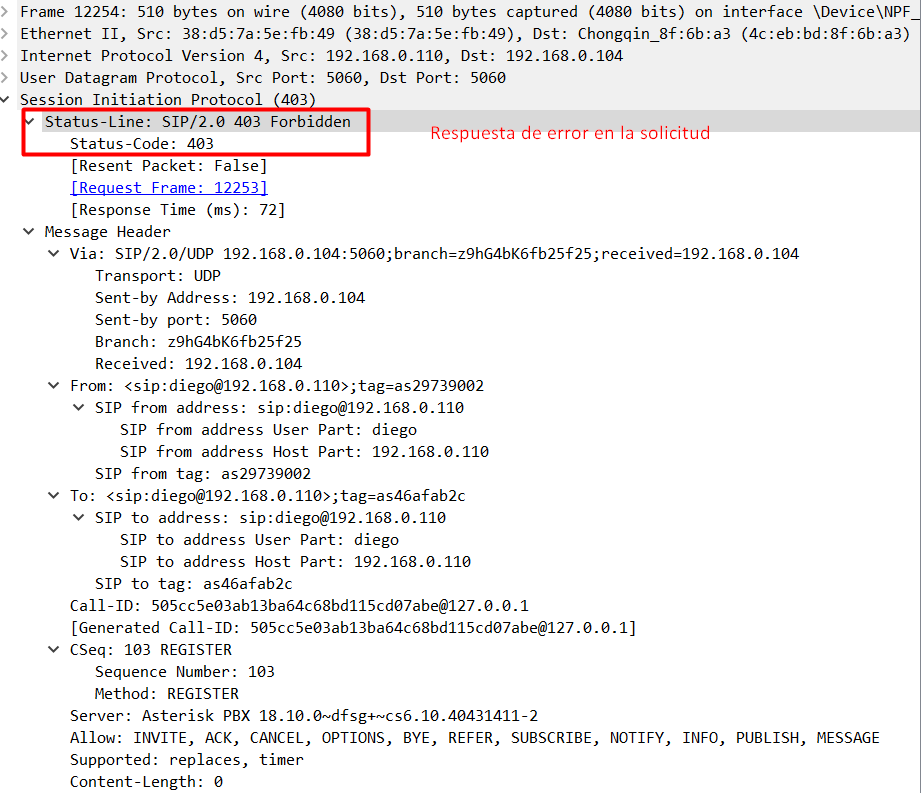 Frame 12254: 510 bytes on wire (4080 bits), 510 bytes captured (4080 bits) on interface \Device\NPF_
Ethernet II, Src: 38:d5:7a:5e:fb:49 (38:d5:7a:5e:fb:49), Dst: Chongqin_8f:6b:a3 (4c:eb:bd:8f:6b:a3)
Internet Protocol Version 4, Src: 192.168.0.110, Dst: 192.168.0.104
User Datagram Protocol, Src Port: 5060, Dst Port: 5060
Session Initiation Protocol (403)
Status-Line: SIP/2.0 403 Forbidden
Respuesta de error en la solicitud
Status-Code: 403
[Resent Packet: False]
[Request Frame: 12253]
[Response Time (ms): 72]
Message Header
Via: SIP/2.0/UDP 192.168.0.104:5060;branch=z9hG4bK6fb25f25;received=192.168.0.104
Transport: UDP
Sent-by Address: 192.168.0.104
Sent-by port: 5060
Branch: z9hG4bK6fb25f25
Received: 192.168.0.104
From: <sip:diego@192.168.0.110>;tag=as29739002
SIP from address: sip:diego@192.168.0.110
SIP from address User Part: diego
SIP from address Host Part: 192.168.0.110
SIP from tag: as29739002
To: <sip:diego@192.168.0.110>;tag=as46afab2c
SIP to address: sip:diego@192.168.0.110
SIP to address User Part: diego
SIP to address Host Part: 192.168.0.110
SIP to tag: as46afab2c
Call-ID: 505cc5e03ab13ba64c68bd115cd07abe@127.0.0.1
[Generated Call-ID: 505cc5e03ab13ba64c68bd115cd07abe@127.0.0.1]
CSeq: 103 REGISTER
Sequence Number: 103
Method: REGISTER
Server: Asterisk PBX 18.10.0~dfsg+~cs6.10.40431411-2
Allow: INVITE, ACK, CANCEL, OPTIONS, BYE, REFER, SUBSCRIBE, NOTIFY, INFO, PUBLISH, MESSAGE
Supported: replaces, timer
Content-Length: 0